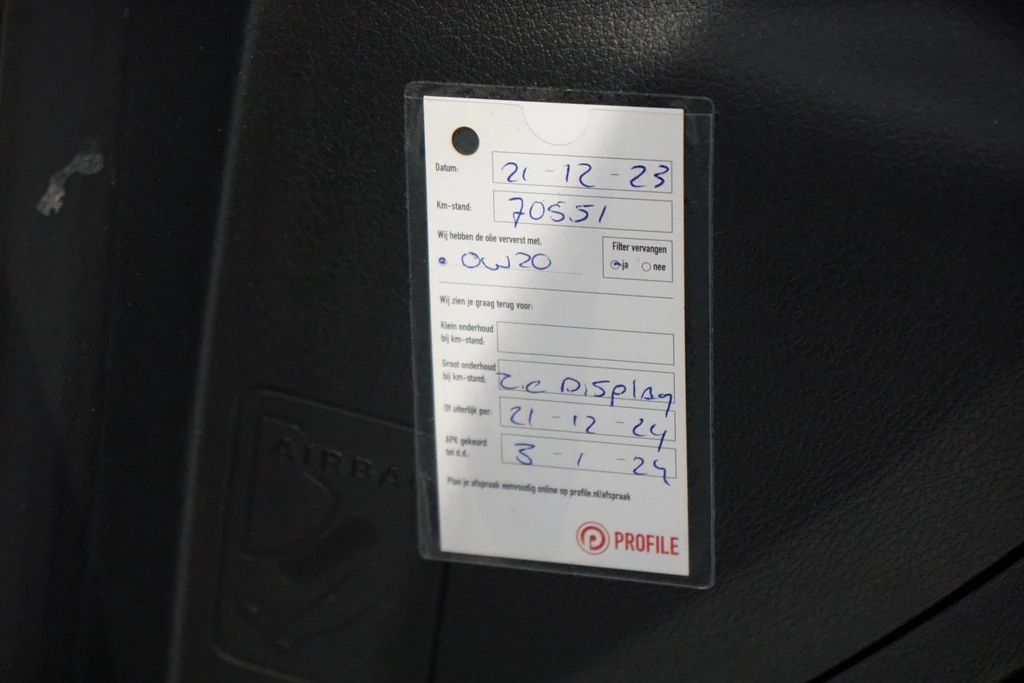 Datum: 21-12-23
Km-stand: 70551
Wij hebben de olie ververst met:
0W20
Filter vervangen
ja nee
Wij zien je graag terug voor:
Klein onderhoud
bij km-stand:
Groot onderhoud
bij km-stand: z.c Display
Of uiterlijk per: 21-12-24
APK gekeurd
tot d.d.: 3-1-24
Plan je afspraak eenvoudig online op profile.nl/afspraak
PROFILE
AIRBAG